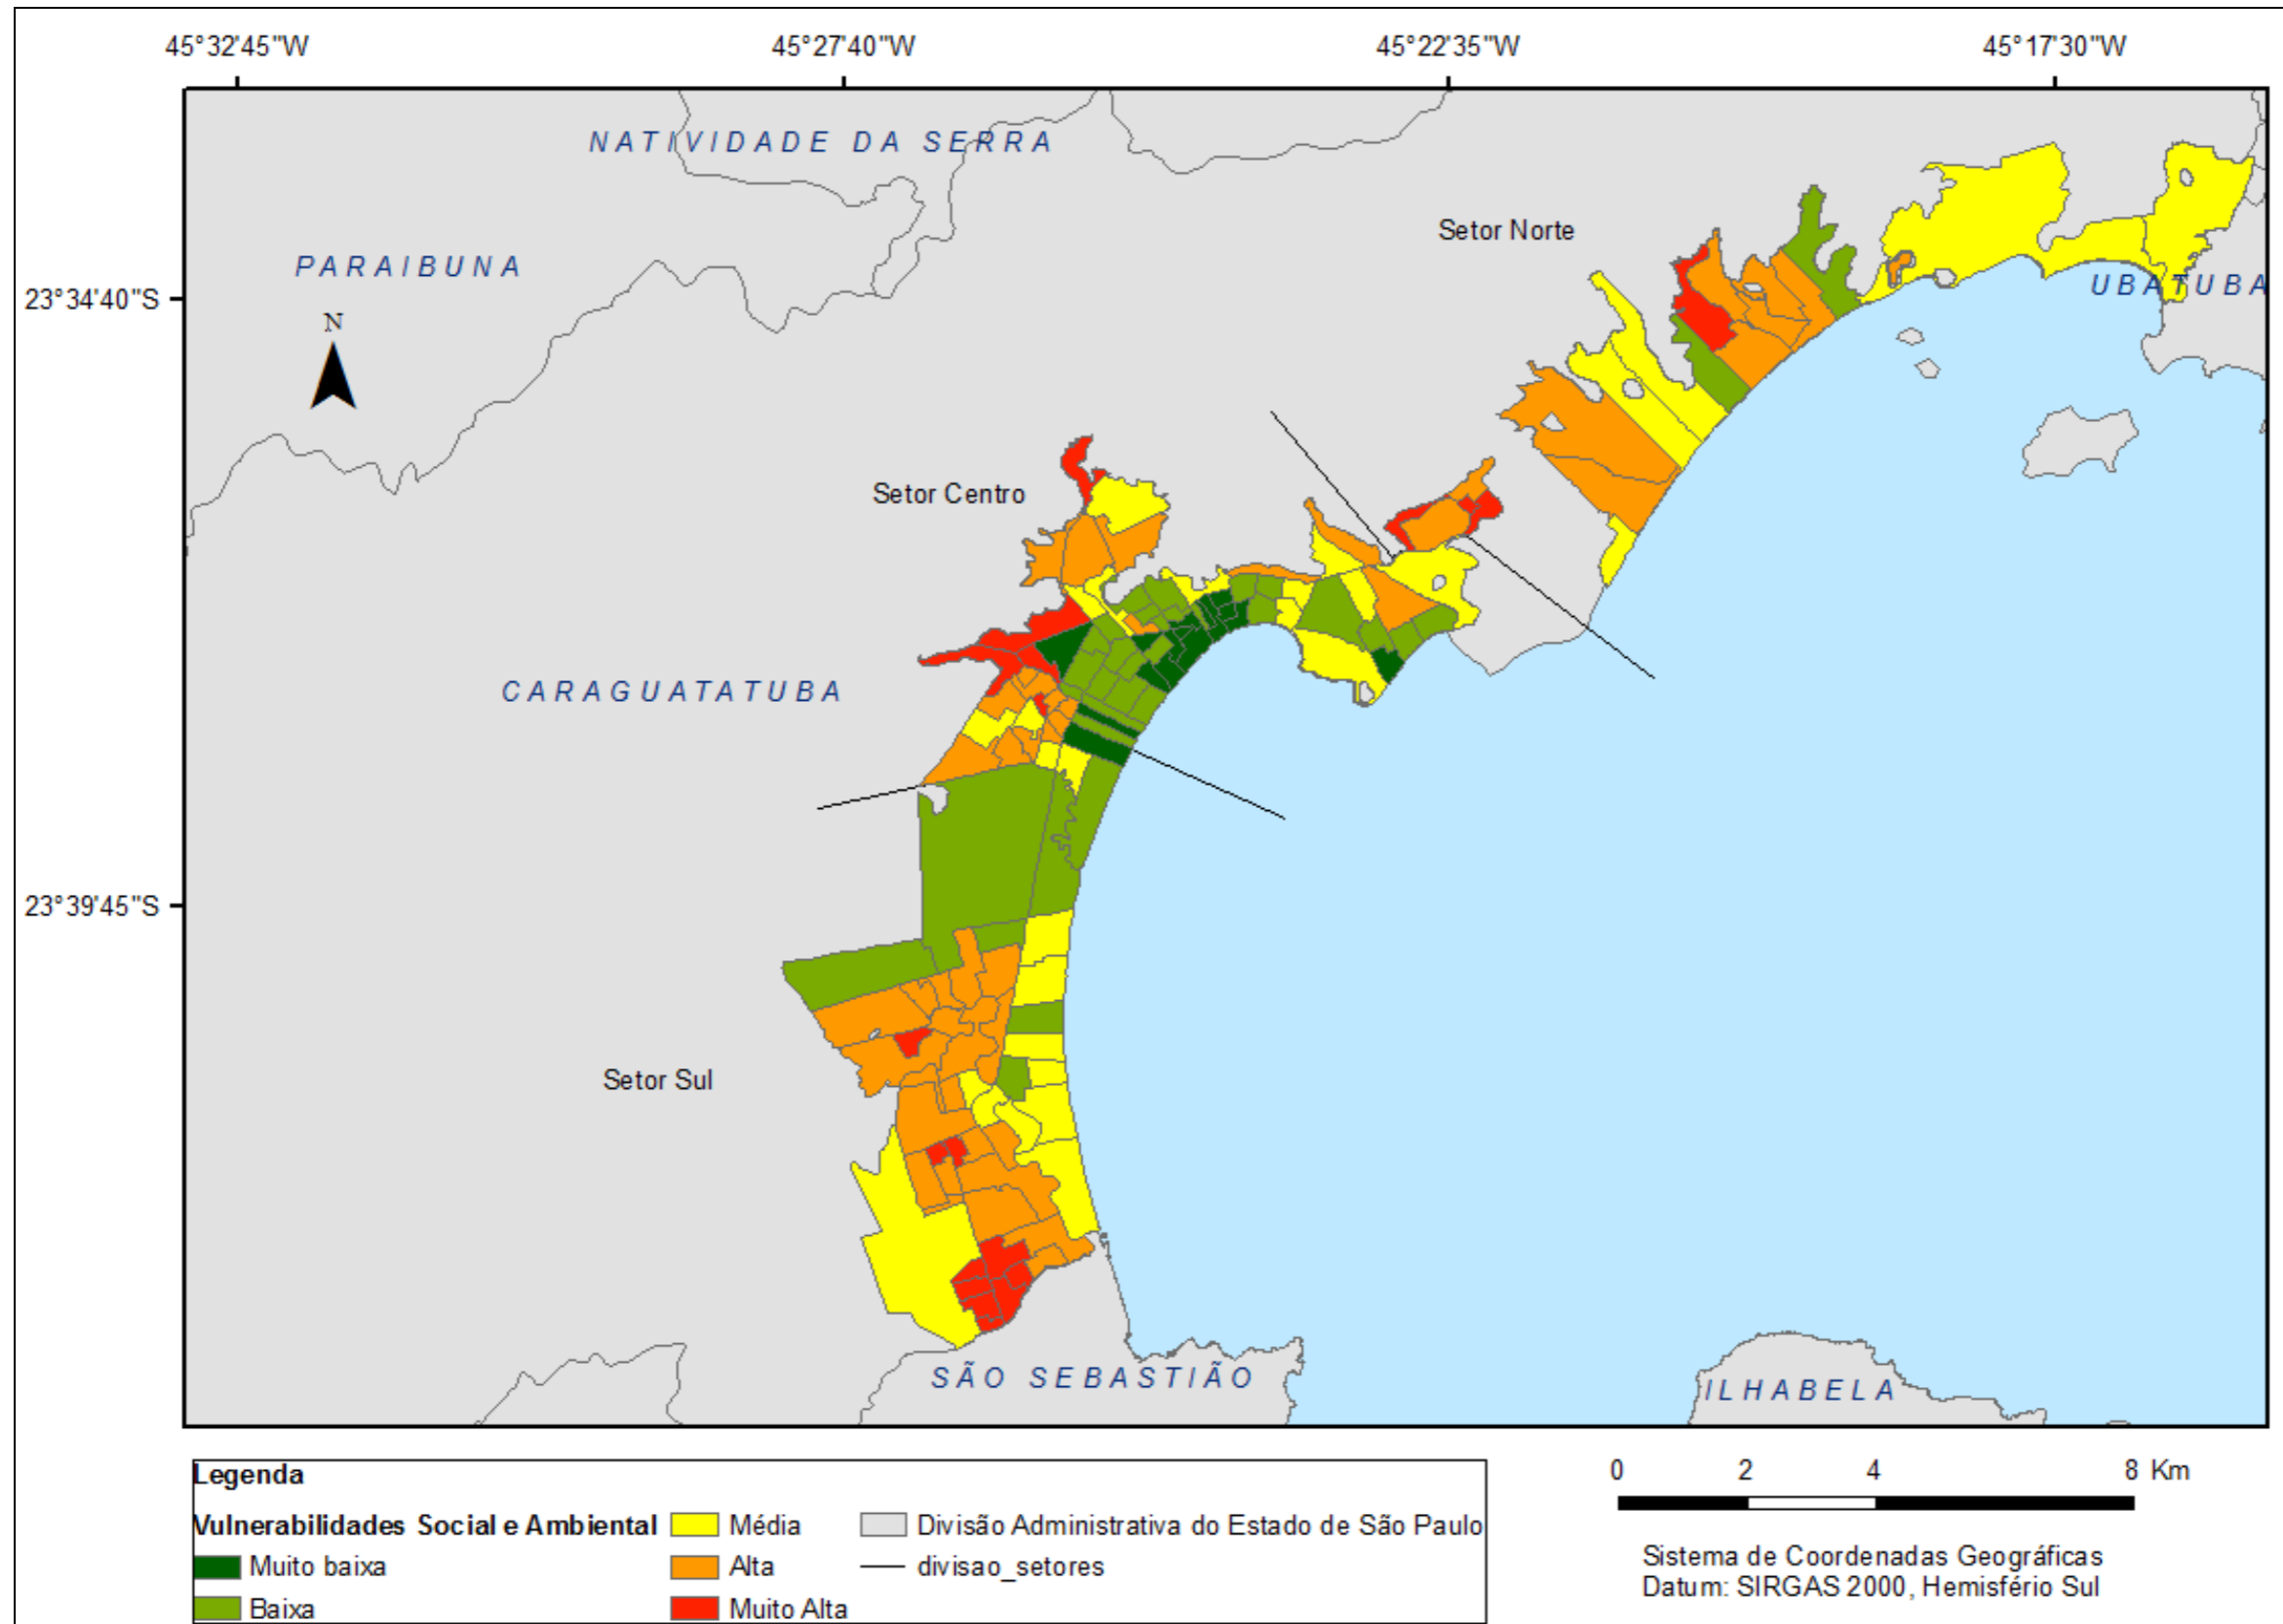 45°32'45"W
45°27'40"W
45°22'35"W
45°17'30"W
NATIVIDADE DA SERRA
Setor Norte
PARAIBUNA
UBATUBA
23°34'40"S
N
Setor Centro
CARAGUATATUBA
23°39'45"S
Setor Sul
SÃO SEBASTIÃO
ILHABELA
Legenda
Vulnerabilidades Social e Ambiental
Muito baixa
Baixa
Média
Alta
Muito Alta
Divisão Administrativa do Estado de São Paulo
divisao_setores
0 2 4 8 Km
Sistema de Coordenadas Geográficas
Datum: SIRGAS 2000, Hemisfério Sul